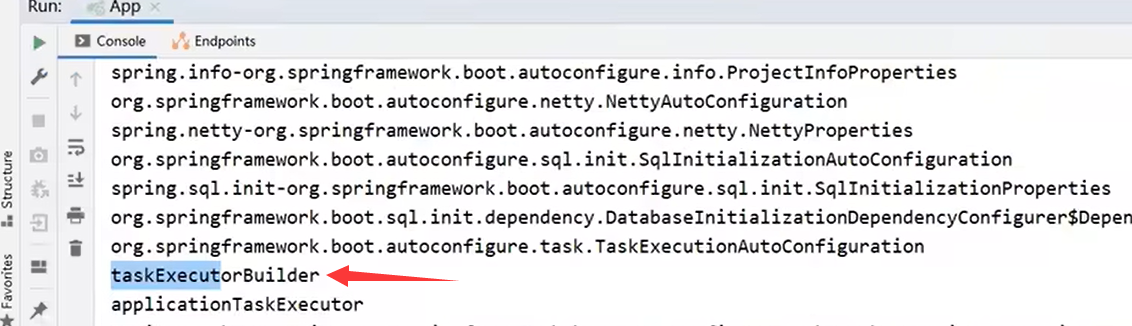 Run:
App
Console
Endpoints
spring.info-org.springframework.boot.autoconfigure.info.ProjectInfoProperties
org.springframework.boot.autoconfigure.netty.NettyAutoConfiguration
spring.netty-org.springframework.boot.autoconfigure.netty.NettyProperties
org.springframework.boot.autoconfigure.sql.init.SqlInitializationAutoConfiguration
spring.sql.init-org.springframework.boot.autoconfigure.sql.init.SqlInitializationProperties
org.springframework.boot.sql.init.dependency.DatabaseInitializationDependencyConfigurer$Depen
org.springframework.boot.autoconfigure.task.TaskExecutionAutoConfiguration
taskExecutorBuilder
applicationTaskExecutor
Structure
Favorites